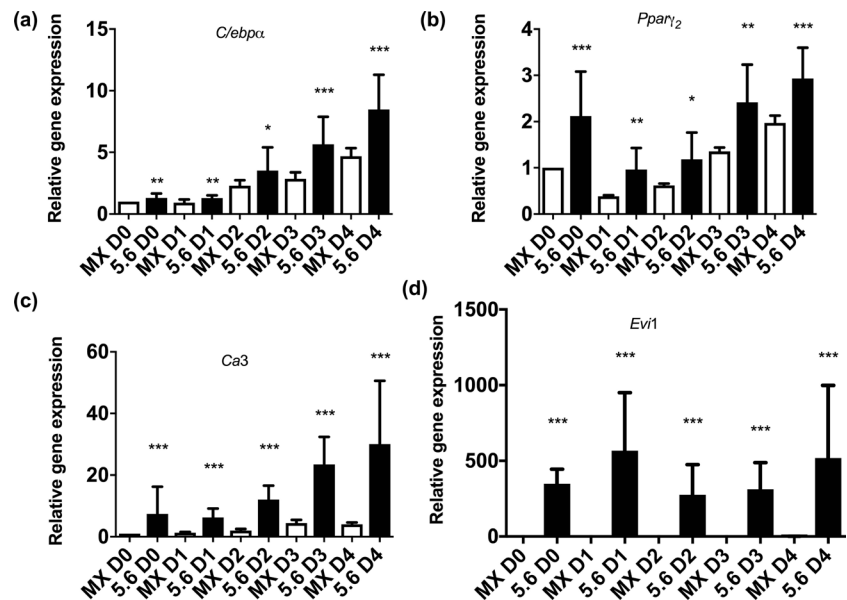 (a)
C/ebpα
Relative gene expression
15
10
5
0
** ** * *** ***
MX D0
5.6 D0
MX D1
5.6 D1
MX D2
5.6 D2
MX D3
5.6 D3
MX D4
5.6 D4
(b)
Pparγ2
Relative gene expression
4
3
2
1
0
*** ** * ** ***
MX D0
5.6 D0
MX D1
5.6 D1
MX D2
5.6 D2
MX D3
5.6 D3
MX D4
5.6 D4
(c)
Ca3
Relative gene expression
60
40
20
0
*** *** *** *** ***
MX D0
5.6 D0
MX D1
5.6 D1
MX D2
5.6 D2
MX D3
5.6 D3
MX D4
5.6 D4
(d)
Evi1
Relative gene expression
1500
1000
500
0
*** *** *** *** ***
MX D0
5.6 D0
MX D1
5.6 D1
MX D2
5.6 D2
MX D3
5.6 D3
MX D4
5.6 D4